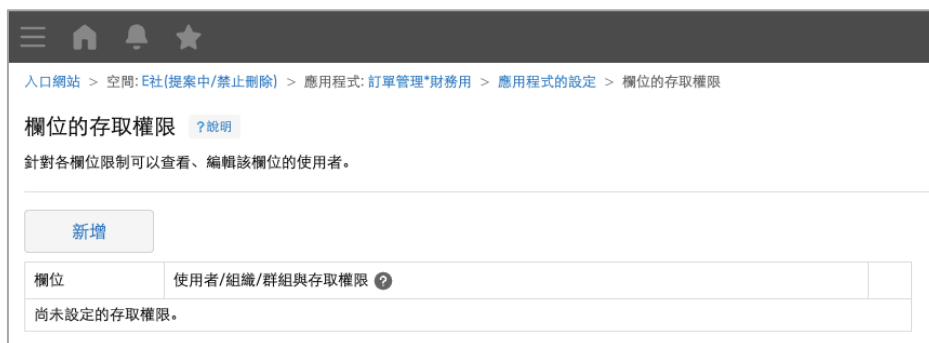 入口網站 > 空間: E社(提案中/禁止刪除) > 應用程式: 訂單管理*財務用 > 應用程式的設定 > 欄位的存取權限
欄位的存取權限 ?說明
針對各欄位限制可以查看、編輯該欄位的使用者。
新增
欄位 使用者/組織/群組與存取權限 ?
尚未設定的存取權限。